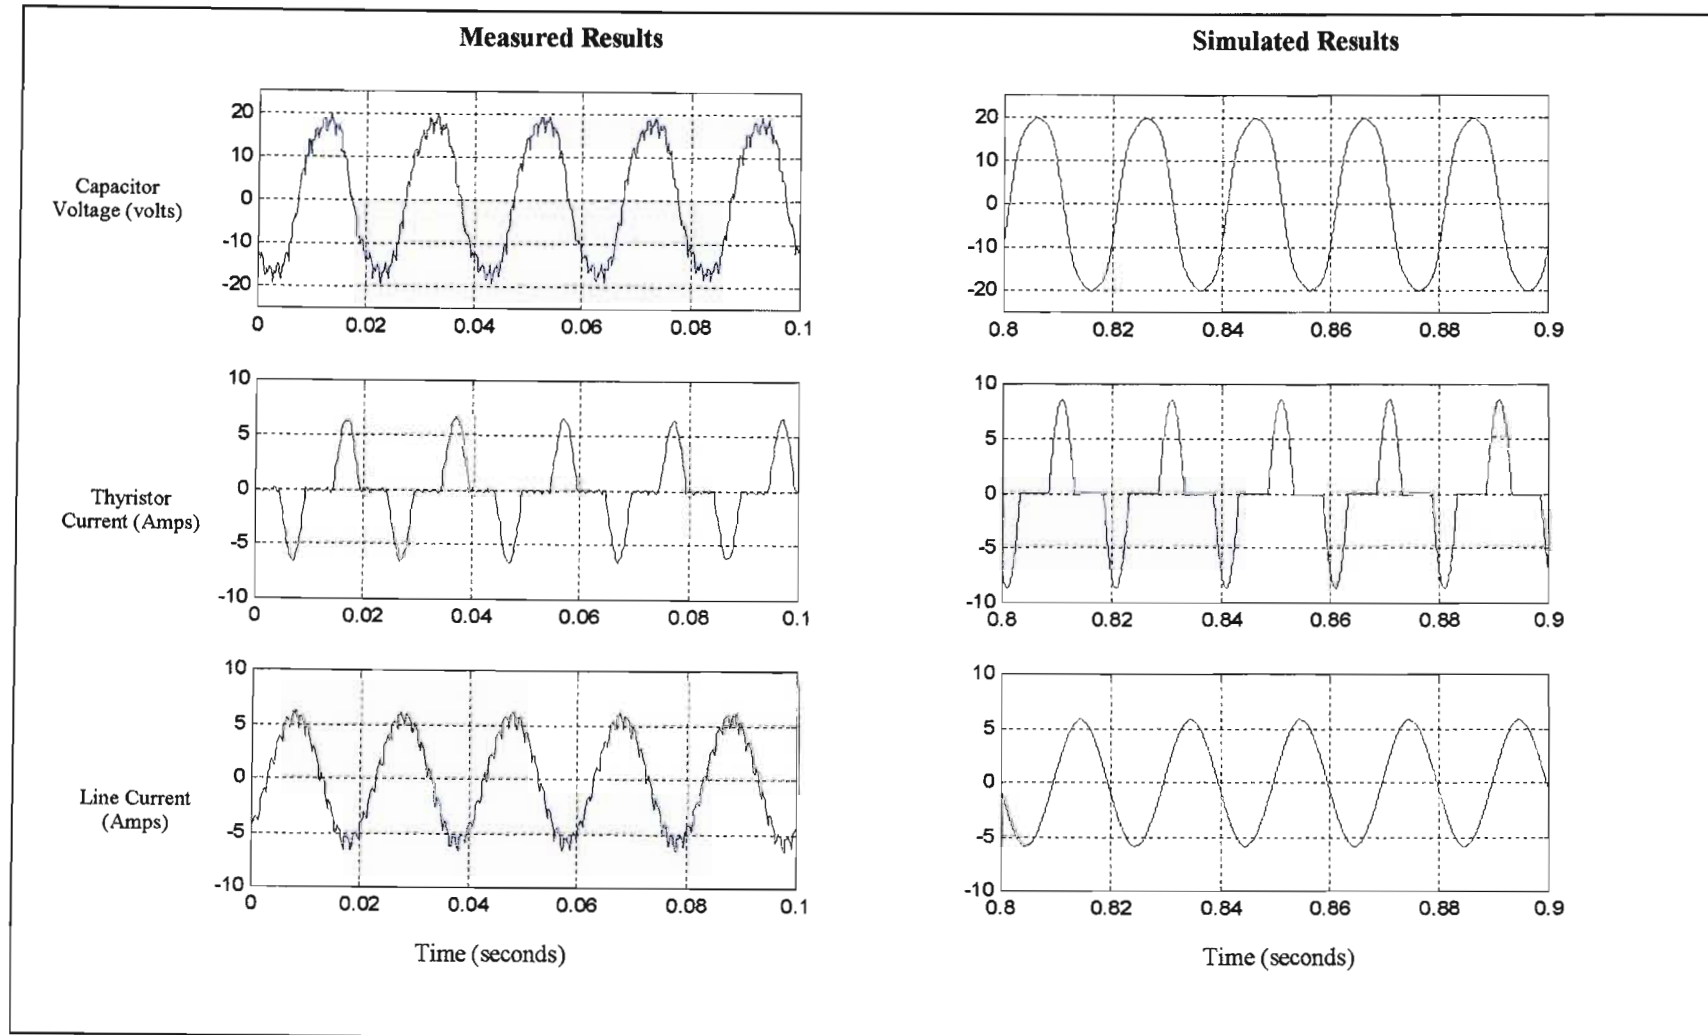 Measured Results
Simulated Results
Capacitor
Voltage (volts)
20
10
0
-10
-20
0 0.02 0.04 0.06 0.08 0.1
20
10
0
-10
-20
0.8 0.82 0.84 0.86 0.88 0.9
Thyristor
Current (Amps)
10
5
0
-5
-10
0 0.02 0.04 0.06 0.08 0.1
10
5
0
-5
-10
0.8 0.82 0.84 0.86 0.88 0.9
Line Current
(Amps)
10
5
0
-5
-10
0 0.02 0.04 0.06 0.08 0.1
10
5
0
-5
-10
0.8 0.82 0.84 0.86 0.88 0.9
Time (seconds)
Time (seconds)